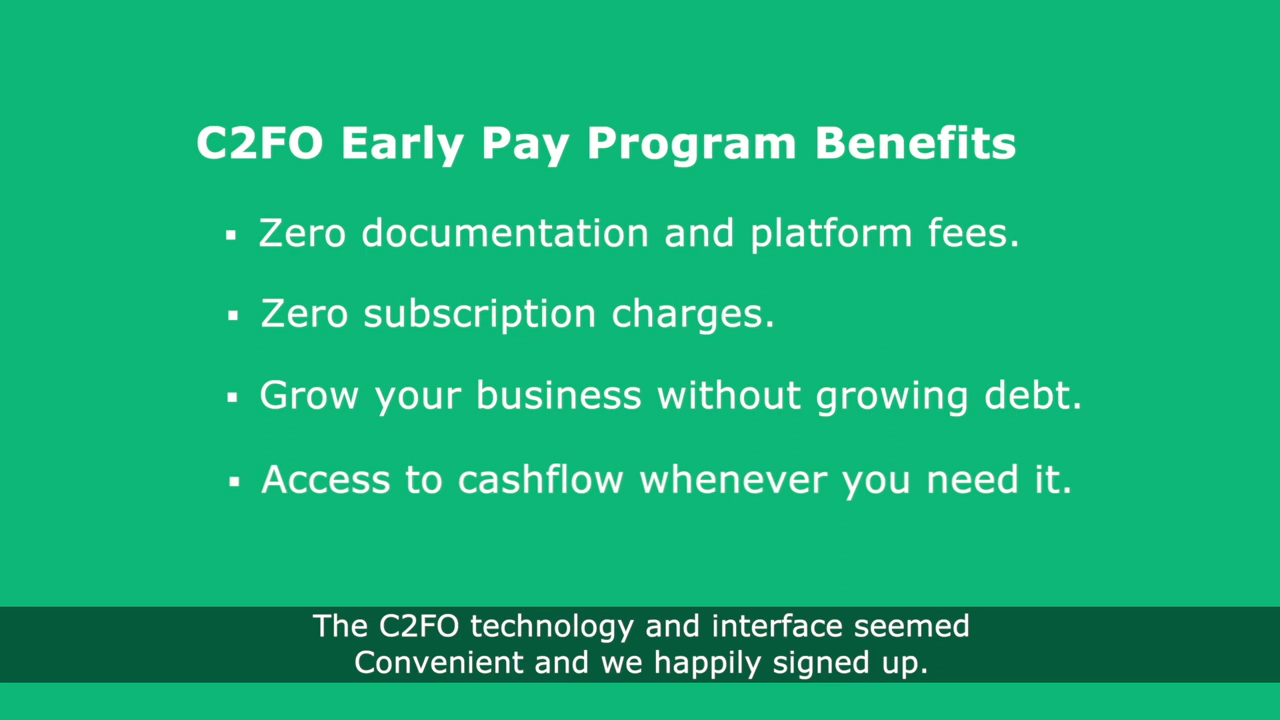 C2FO Early Pay Program Benefits
▪ Zero documentation and platform fees.
▪ Zero subscription charges.
▪ Grow your business without growing debt.
▪ Access to cashflow whenever you need it.
The C2FO technology and interface seemed
Convenient and we happily signed up.